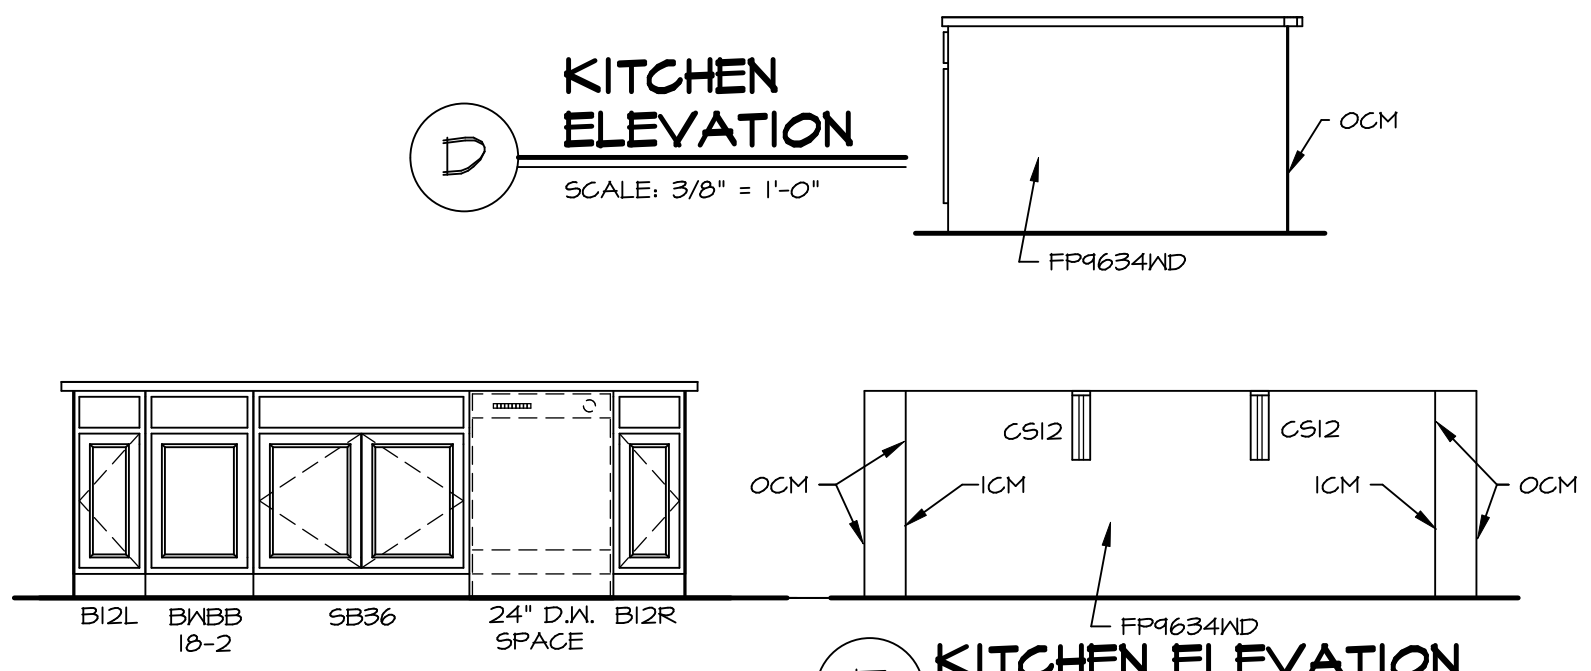 KITCHEN
ELEVATION
D
SCALE: 3/8" = 1'-0"
OCM
FP9634WD
CS12
CS12
OCM
ICM
ICM
OCM
B12L
BWBB
18-2
SB36
24" D.W.
SPACE
B12R
FP9634WD
KITCHEN ELEVATION